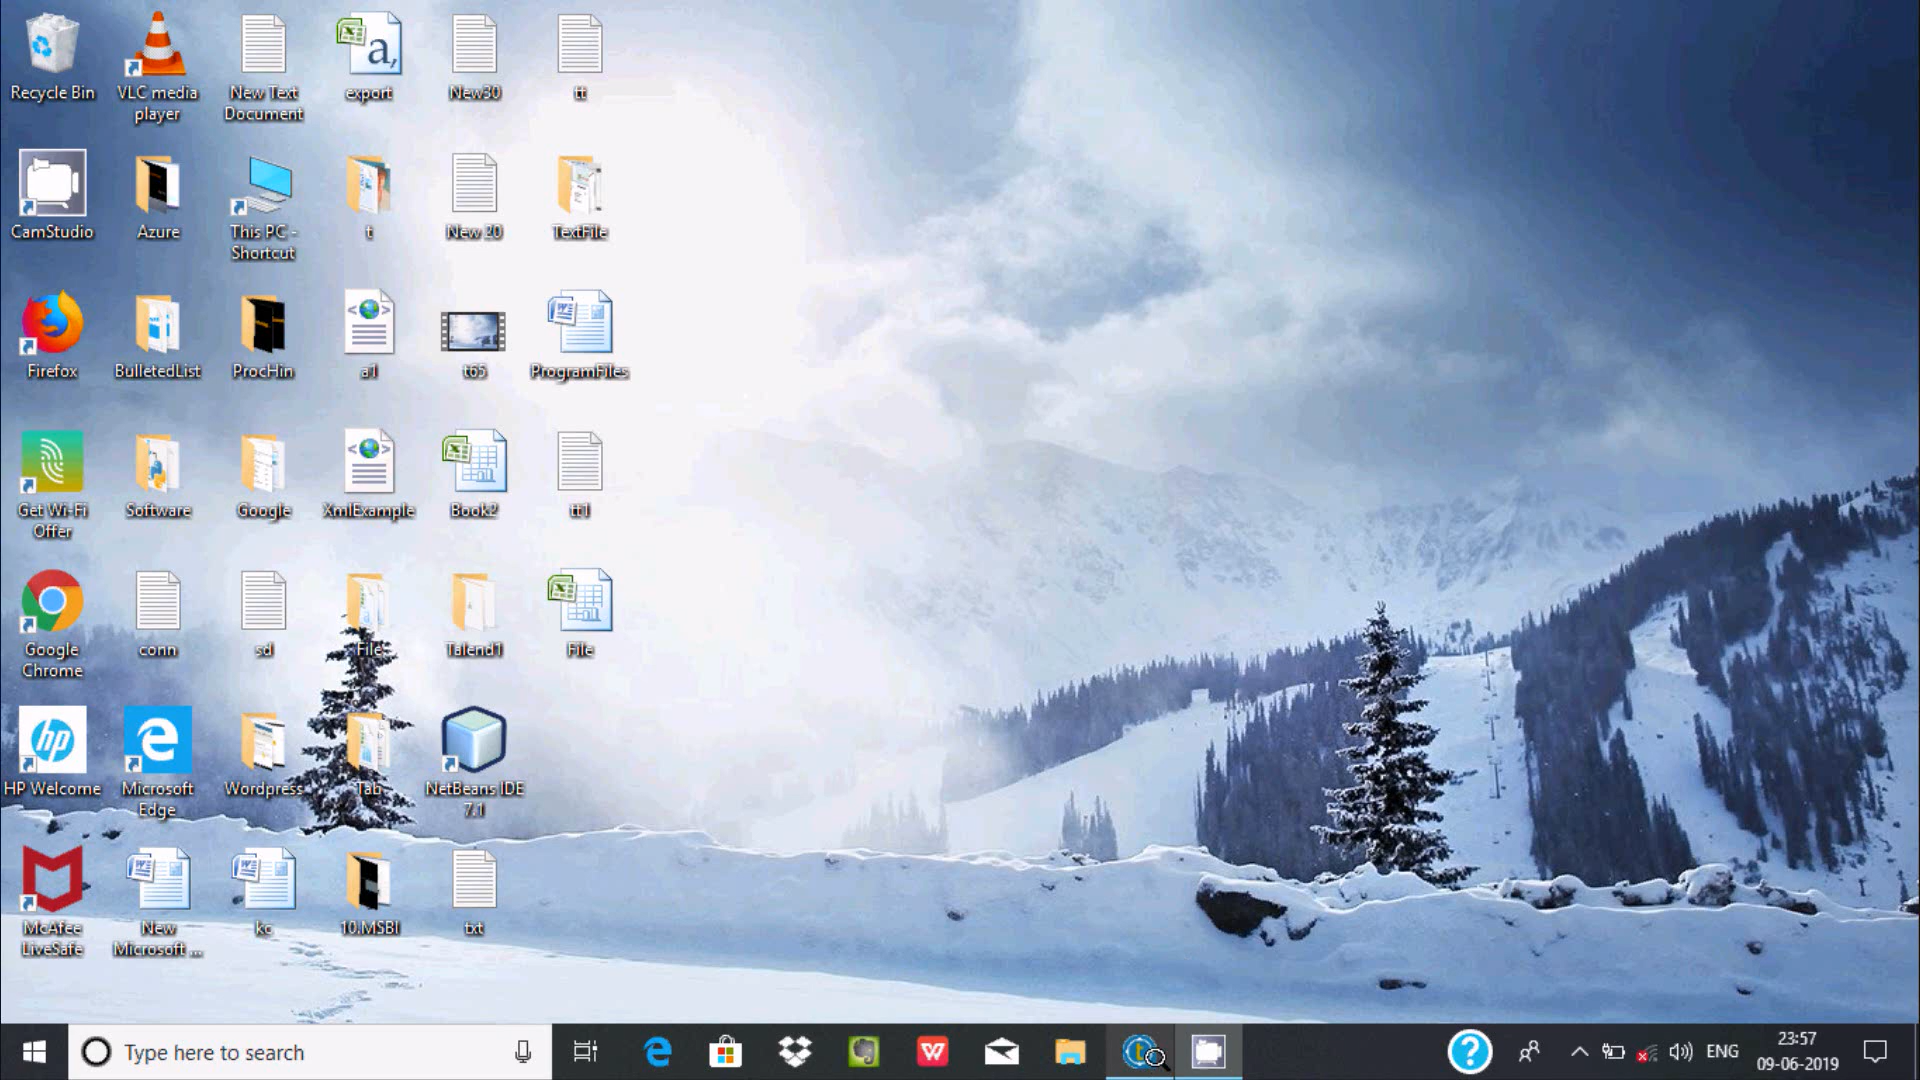 Recycle Bin
VLC media
player
New Text
Document
export
New30
tt
CamStudio
Azure
This PC -
Shortcut
t
New 20
TextFile
Firefox
BulletedList
ProcHin
a1
t65
ProgramFiles
Get Wi-Fi
Offer
Software
Google
XmlExample
Book2
tt1
Google
Chrome
conn
sd
File
Talend1
File
HP Welcome
Microsoft
Edge
Wordpress
Tab
NetBeans IDE
7.1
McAfee
LiveSafe
New
Microsoft ...
kc
10.MSBI
txt
Type here to search
ENG
23:57
09-06-2019